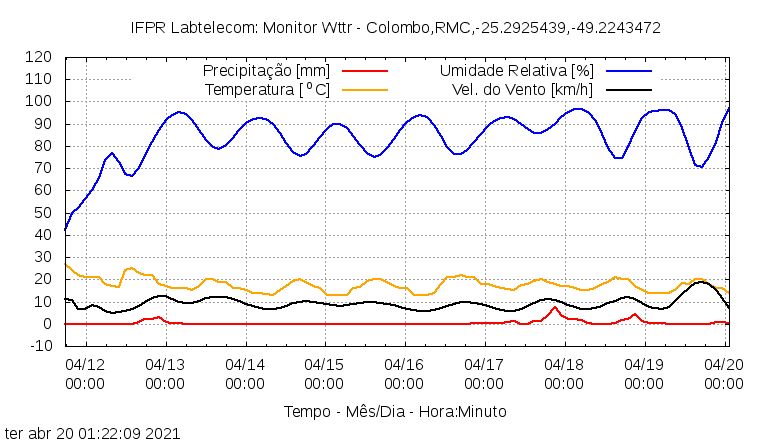 IFPR Labtelecom: Monitor Wttr - Colombo,RMC,-25.2925439,-49.2243472
120
110
100
90
80
70
60
50
40
30
20
10
0
-10
Precipitação [mm]
Temperatura [⁰C]
Umidade Relativa [%]
Vel. do Vento [km/h]
04/12 04/13 04/14 04/15 04/16 04/17 04/18 04/19 04/20
00:00 00:00 00:00 00:00 00:00 00:00 00:00 00:00 00:00
Tempo - Mês/Dia - Hora:Minuto
ter abr 20 01:22:09 2021